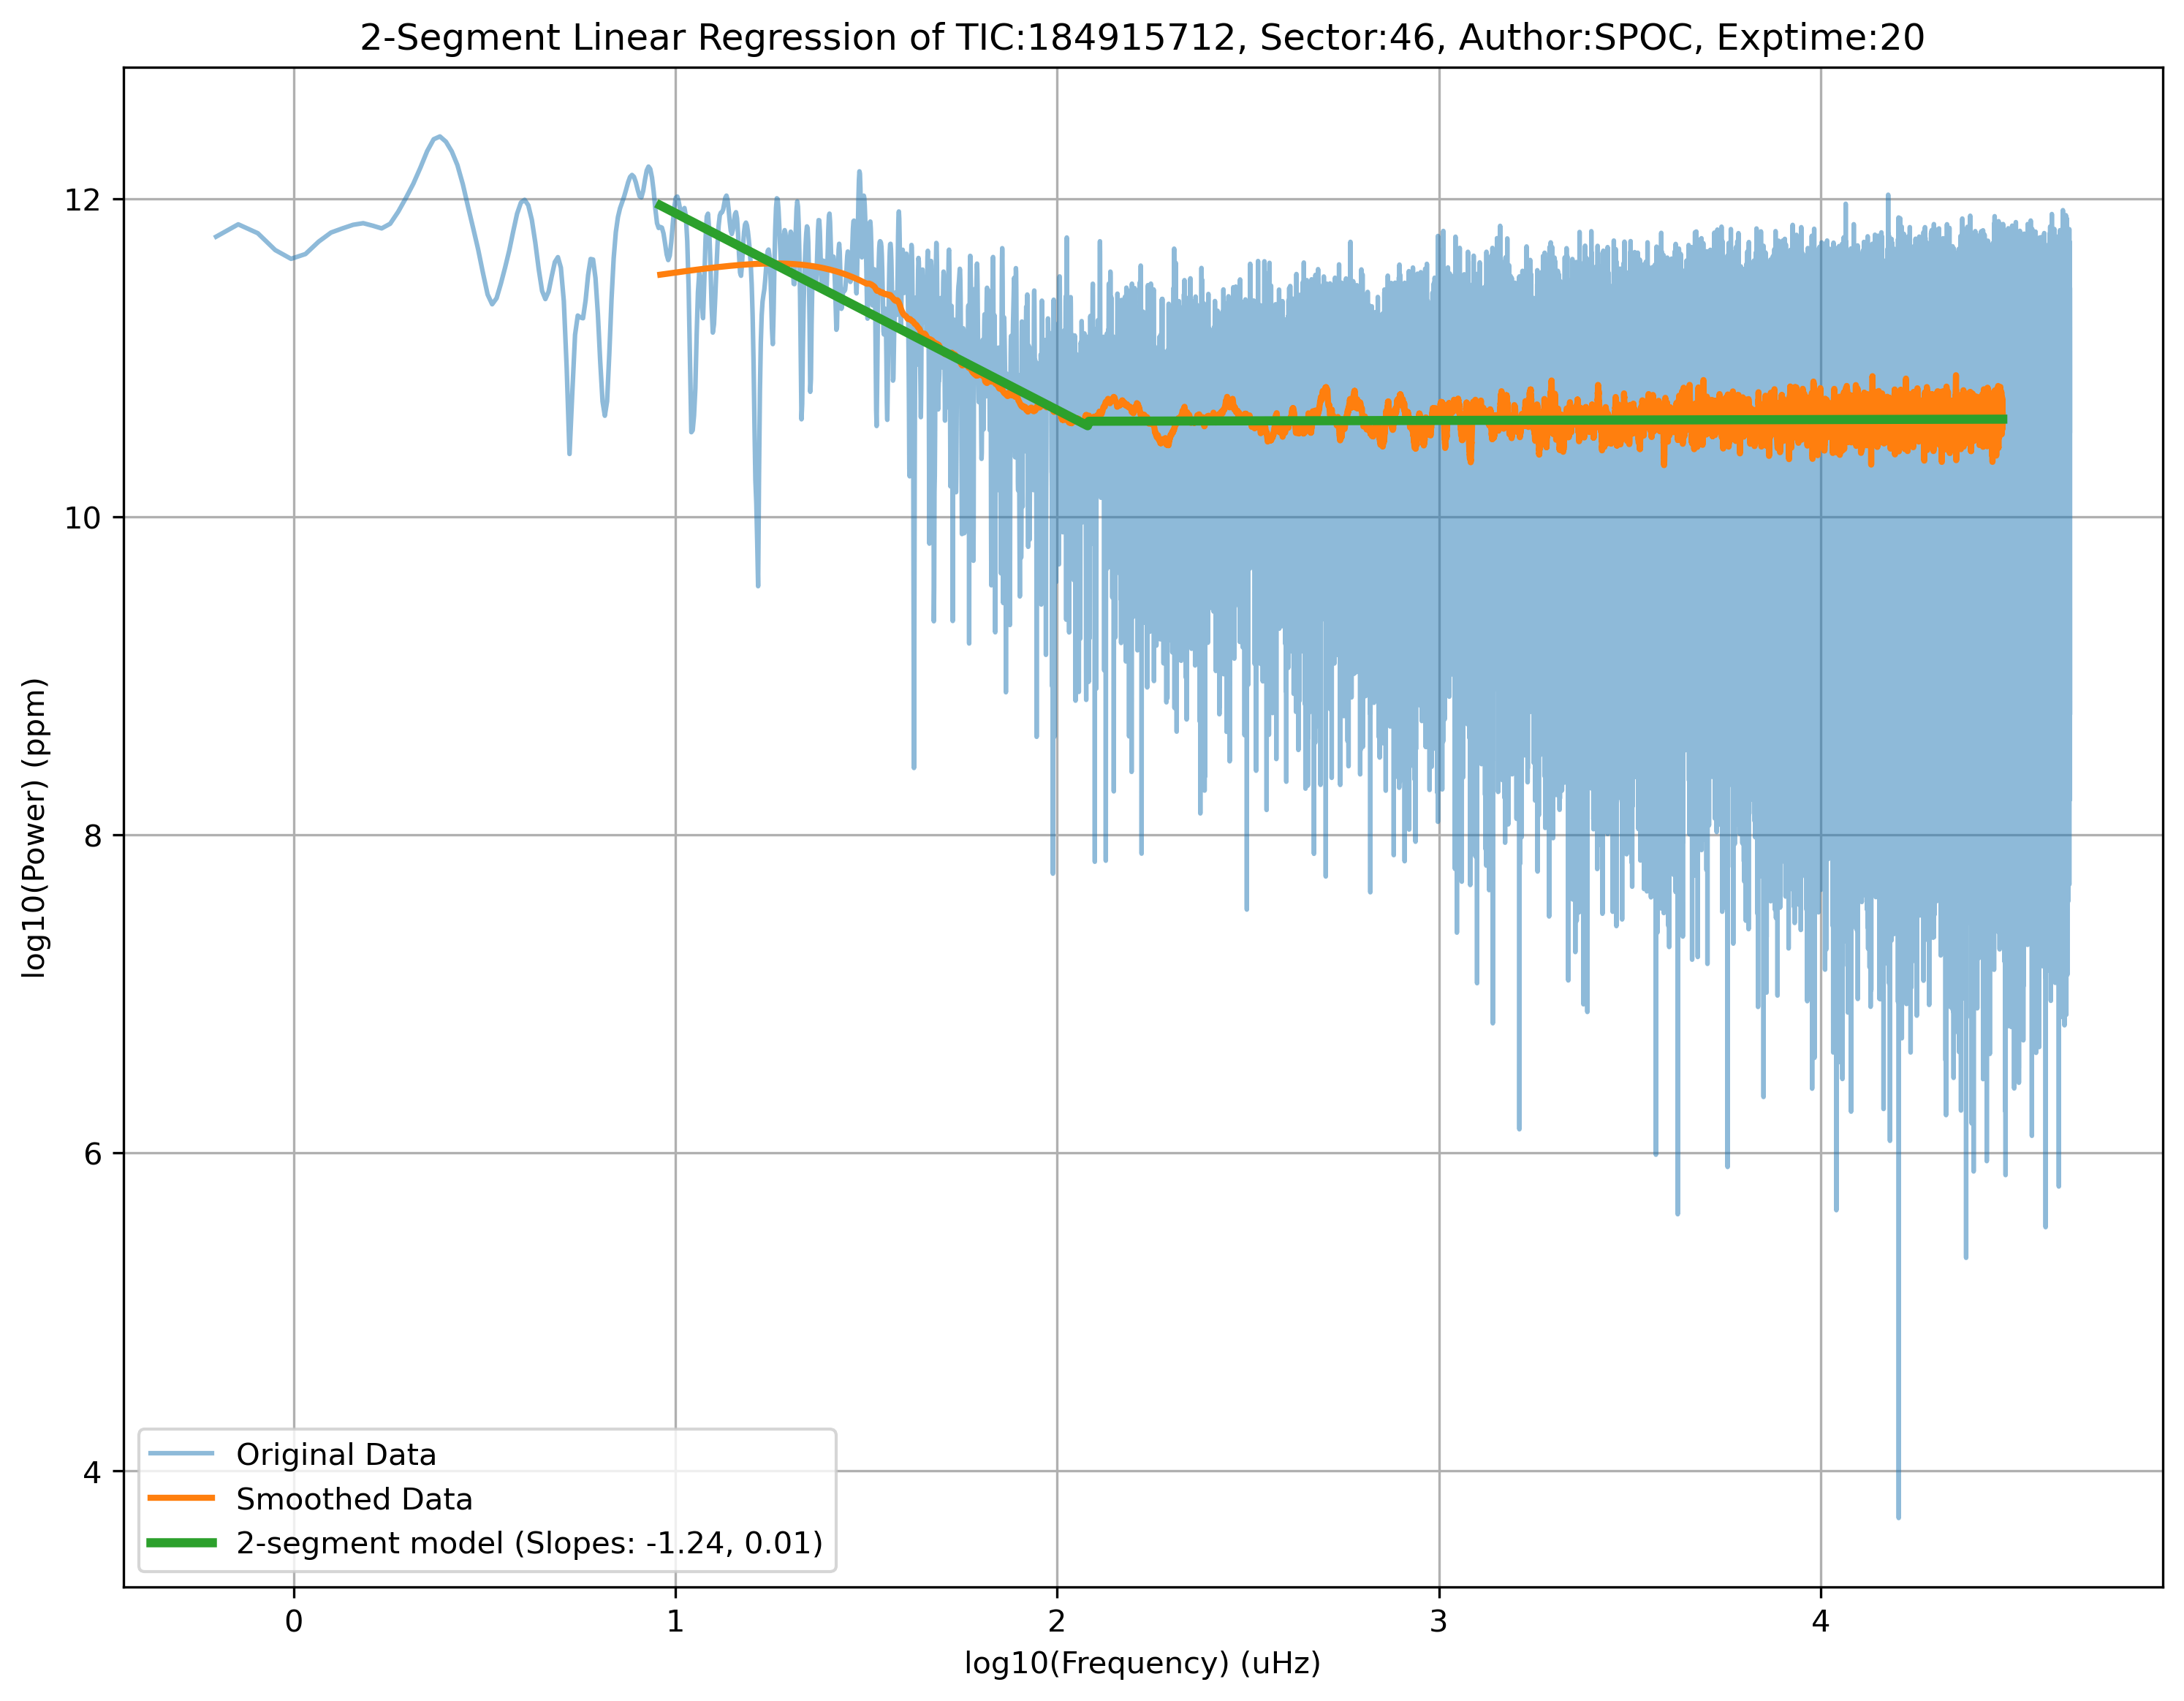 2-Segment Linear Regression of TIC:184915712, Sector:46, Author:SPOC, Exptime:20
log10(Power) (ppm)
12
10
8
6
4
Original Data
Smoothed Data
2-segment model (Slopes: -1.24, 0.01)
0 1 2 3 4
log10(Frequency) (uHz)